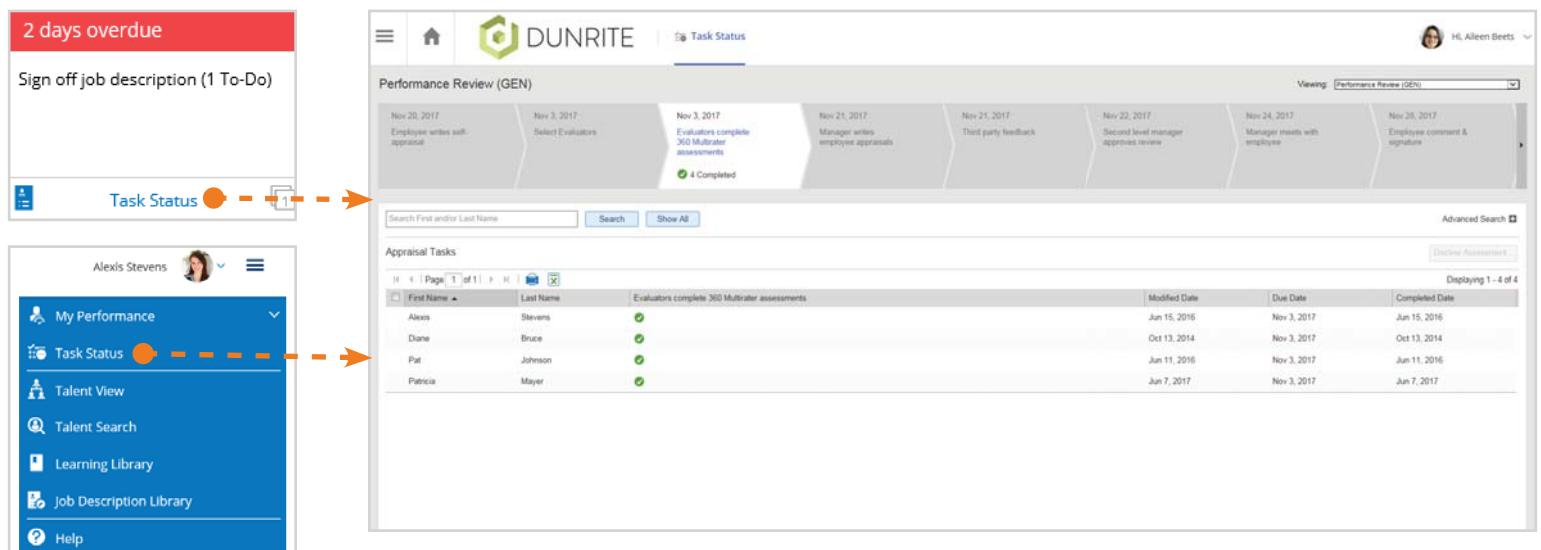 2 days overdue
Sign off job description (1 To-Do)
Task Status
1
Alexis Stevens
My Performance
Task Status
Talent View
Talent Search
Learning Library
Job Description Library
Help
DUNRITE
Task Status
Hi, Aileen Beets
Performance Review (GEN)
Viewing: Performance Review (GEN)
Nov 20, 2017
Employee writes self-
appraisal
Nov 3, 2017
Select Evaluators
Nov 3, 2017
Evaluators complete
360 Multirater
assessments
4 Completed
Nov 21, 2017
Manager writes
employee appraisals
Nov 21, 2017
Third party feedback
Nov 22, 2017
Second level manager
approves review
Nov 24, 2017
Manager meets with
employee
Nov 28, 2017
Employee comment &
signature
Search First and/or Last Name
Search
Show All
Advanced Search
Appraisal Tasks
Decline Assessment...
Page 1 of 1
Displaying 1 - 4 of 4
First Name Last Name Evaluators complete 360 Multirater assessments Modified Date Due Date Completed Date
Alexis Stevens Jun 15, 2016 Nov 3, 2017 Jun 15, 2016
Diane Bruce Oct 13, 2014 Nov 3, 2017 Oct 13, 2014
Pat Johnson Jun 11, 2016 Nov 3, 2017 Jun 11, 2016
Patricia Mayer Jun 7, 2017 Nov 3, 2017 Jun 7, 2017